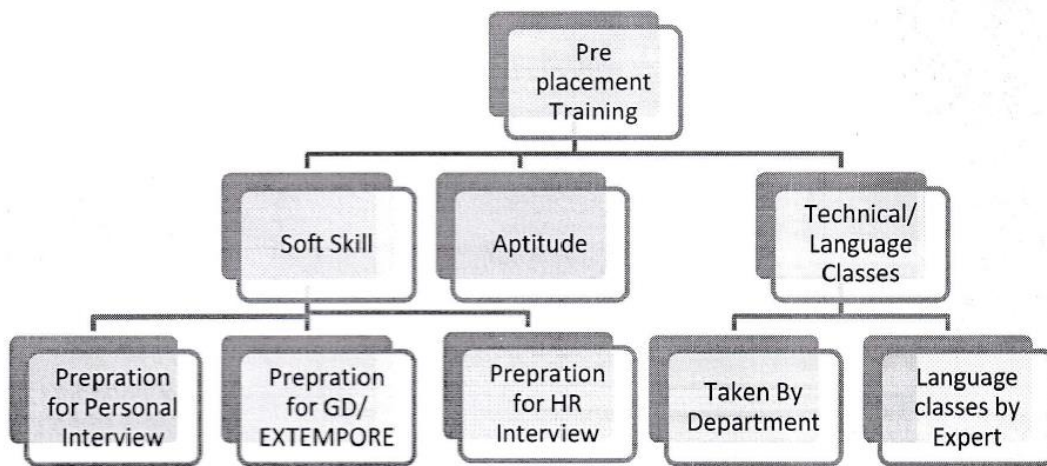 Pre
placement
Training
Soft Skill
Aptitude
Technical/
Language
Classes
Prepration
for Personal
Interview
Prepration
for GD/
EXTEMPORE
Prepration
for HR
Interview
Taken By
Department
Language
classes by
Expert